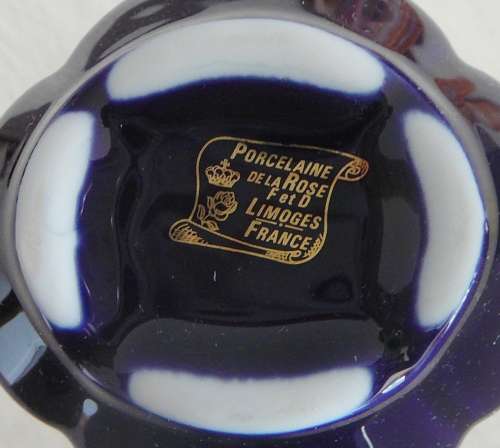 PORCELAINE
DE LA ROSE
F et D
LIMOGES
FRANCE